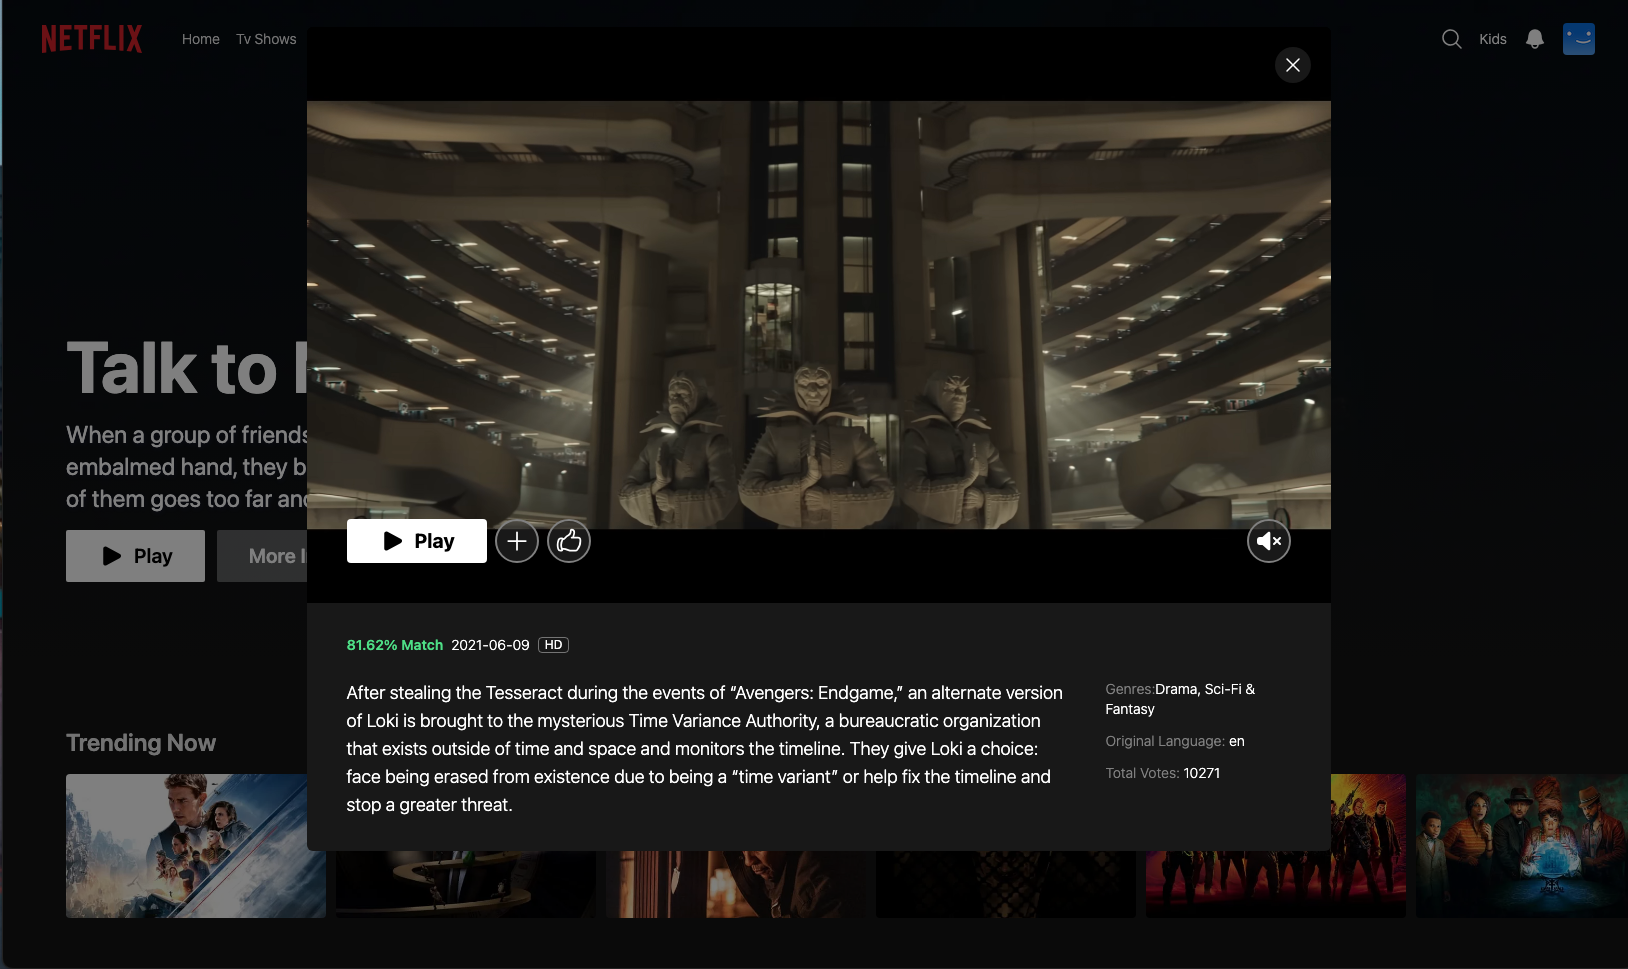 NETFLIX
Home
Tv Shows
Kids
Talk to
When a group of friends
embalmed hand, they b
of them goes too far and
Play
More I
Play
81.62% Match 2021-06-09 HD
After stealing the Tesseract during the events of “Avengers: Endgame,” an alternate version
of Loki is brought to the mysterious Time Variance Authority, a bureaucratic organization
that exists outside of time and space and monitors the timeline. They give Loki a choice:
face being erased from existence due to being a “time variant” or help fix the timeline and
stop a greater threat.
Genres:Drama, Sci-Fi &
Fantasy
Original Language: en
Total Votes: 10271
Trending Now